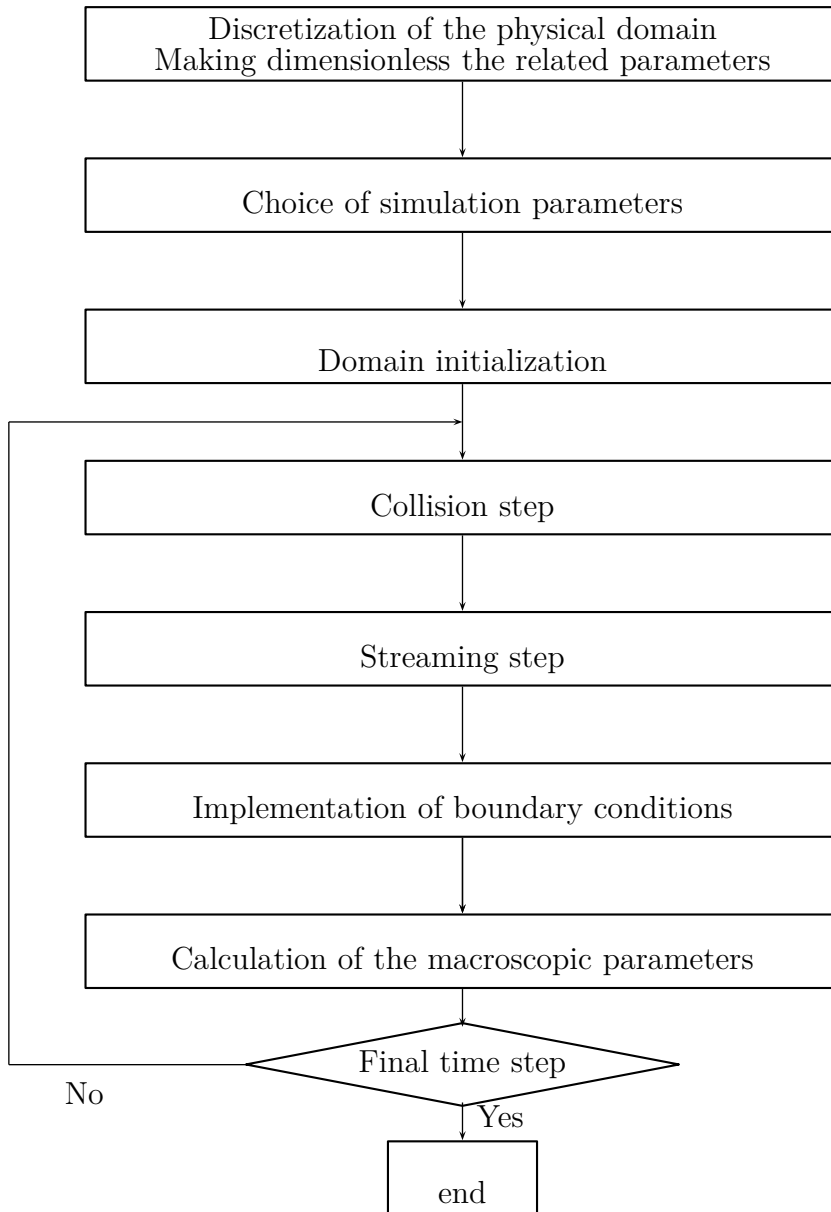 Discretization of the physical domain
Making dimensionless the related parameters
Choice of simulation parameters
Domain initialization
Collision step
Streaming step
Implementation of boundary conditions
Calculation of the macroscopic parameters
Final time step
No
Yes
end